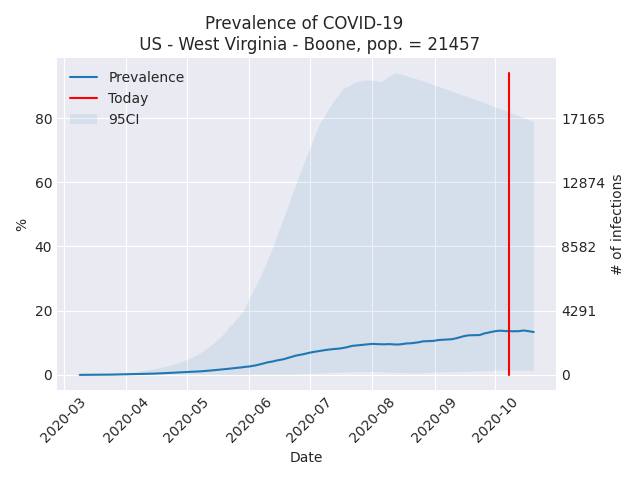 Prevalence of COVID-19
US - West Virginia - Boone, pop. = 21457
Prevalence
Today
95CI
80
60
40
20
0
%
17165
12874
8582
4291
0
# of infections
2020-03
2020-04
2020-05
2020-06
2020-07
2020-08
2020-09
2020-10
Date